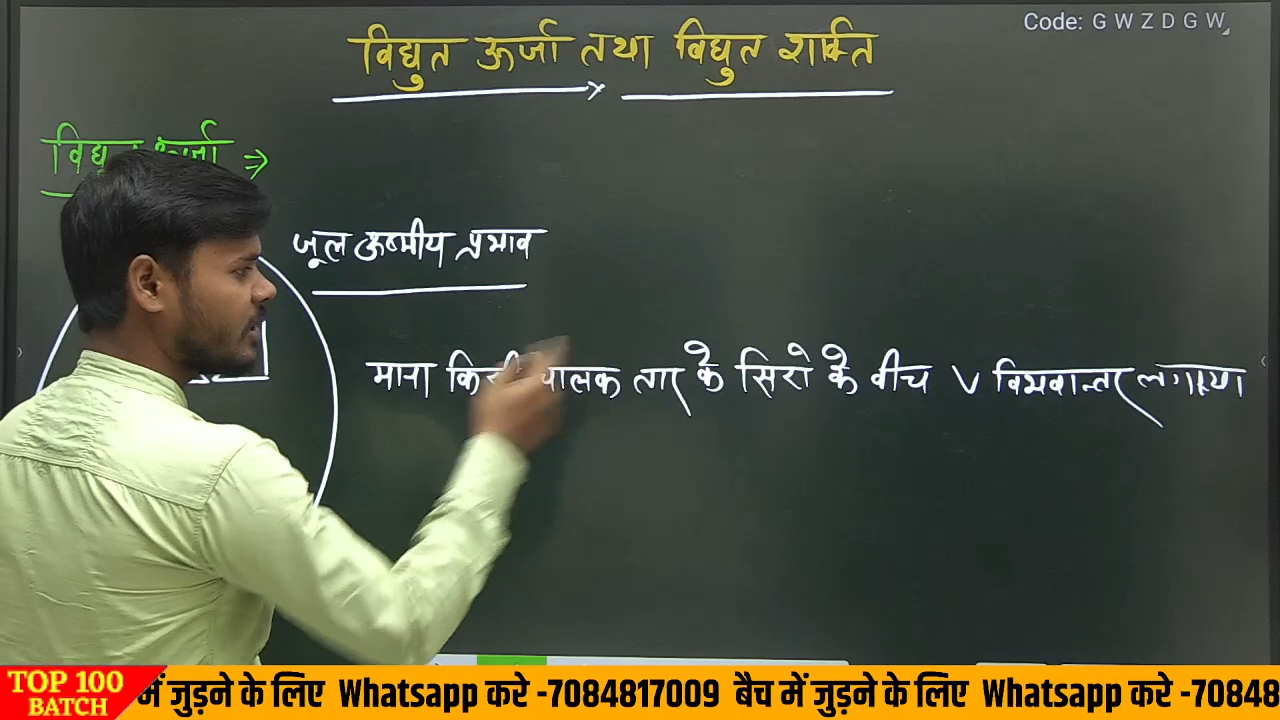 Code: G W Z D G W
विद्युत ऊर्जा तथा विद्युत शक्ति
विद्युत ऊर्जा ⇒
जूल ऊष्मीय प्रभाव
माना किसी चालक तार के सिरो के बीच V विभवान्तर लगाया
TOP 100
BATCH
में जुड़ने के लिए Whatsapp करे -7084817009 बैच में जुड़ने के लिए Whatsapp करे -70848